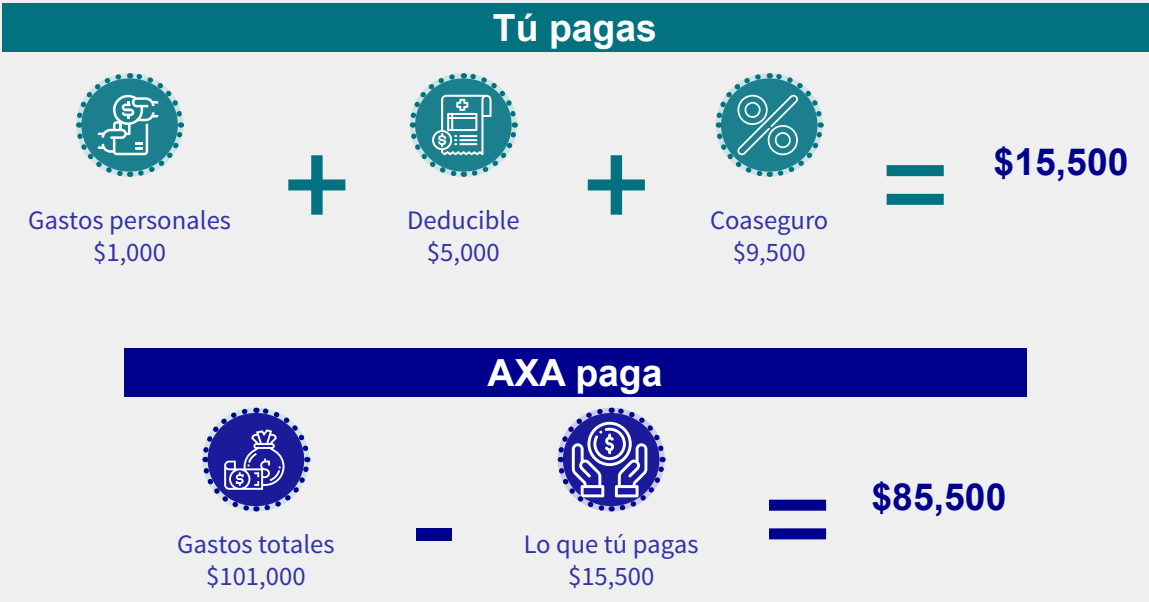 Tú pagas
Gastos personales
$1,000
+
Deducible
$5,000
+
Coaseguro
$9,500
=
$15,500
AXA paga
Gastos totales
$101,000
-
Lo que tú pagas
$15,500
=
$85,500